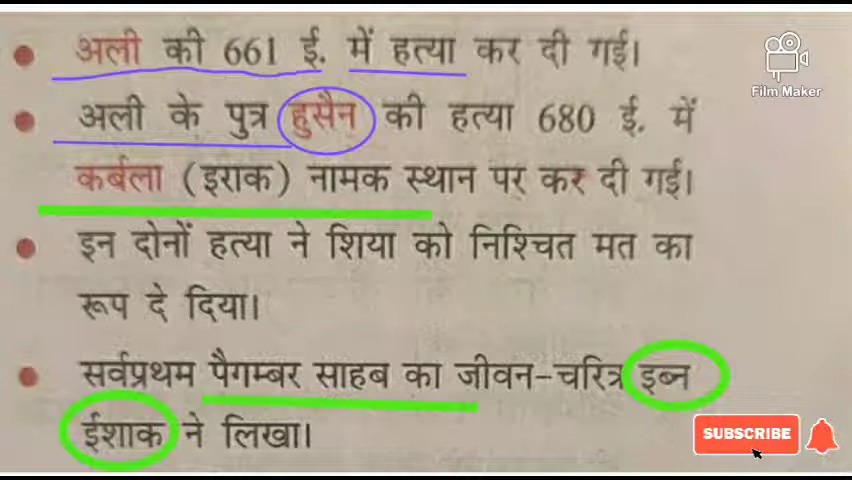 अली की 661 ई. में हत्या कर दी गई।
Film Maker
अली के पुत्र हुसैन की हत्या 680 ई. में
कर्बला (इराक) नामक स्थान पर कर दी गई।
इन दोनों हत्या ने शिया को निश्चित मत का
रूप दे दिया।
सर्वप्रथम पैगम्बर साहब का जीवन-चरित्र इब्न
ईशाक ने लिखा।
SUBSCRIBE